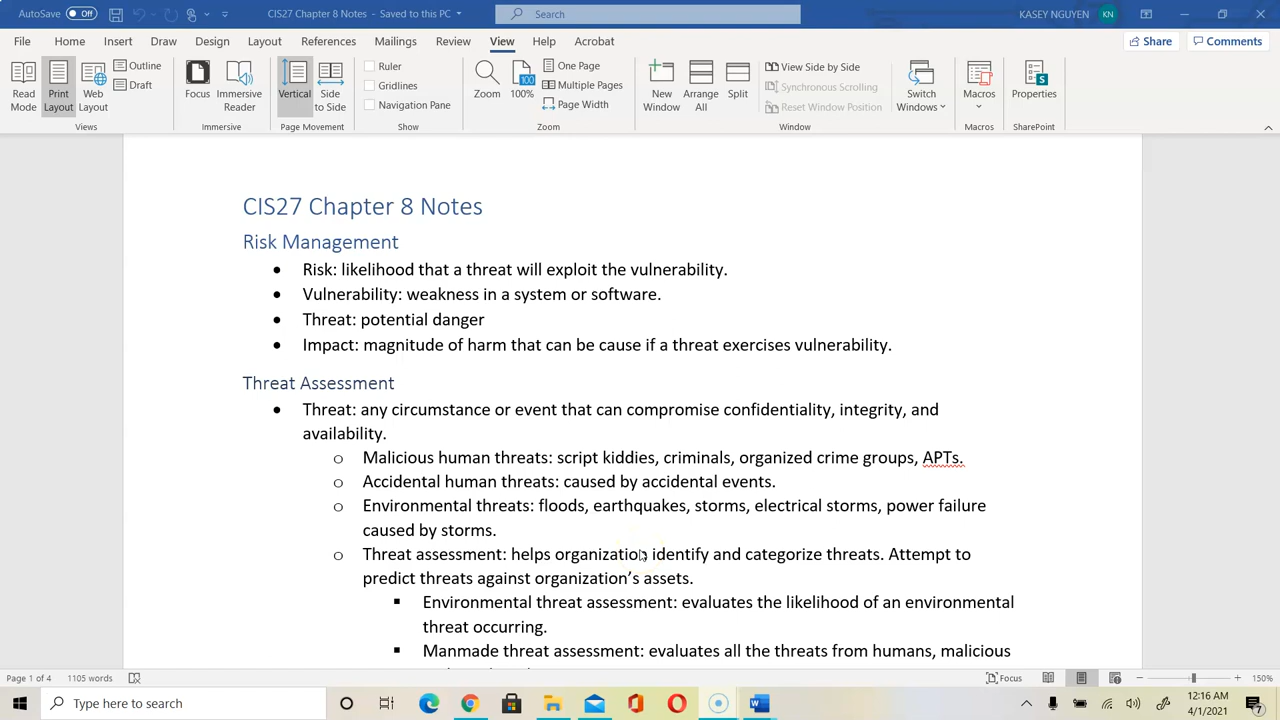 AutoSave Off CIS27 Chapter 8 Notes - Saved to this PC Search KASEY NGUYEN KN
File Home Insert Draw Design Layout References Mailings Review View Help Acrobat Share Comments
Read Mode Print Layout Web Layout Outline Draft Views
Focus Immersive Reader Immersive
Vertical Side to Side Page Movement
Ruler Gridlines Navigation Pane Show
Zoom 100 100% One Page Multiple Pages Page Width Zoom
New Window Arrange All Split View Side by Side Synchronous Scrolling Reset Window Position Switch Windows Window
Macros Macros
Properties SharePoint
CIS27 Chapter 8 Notes
Risk Management
• Risk: likelihood that a threat will exploit the vulnerability.
• Vulnerability: weakness in a system or software.
• Threat: potential danger
• Impact: magnitude of harm that can be cause if a threat exercises vulnerability.
Threat Assessment
• Threat: any circumstance or event that can compromise confidentiality, integrity, and
availability.
o Malicious human threats: script kiddies, criminals, organized crime groups, APTs.
o Accidental human threats: caused by accidental events.
o Environmental threats: floods, earthquakes, storms, electrical storms, power failure
caused by storms.
o Threat assessment: helps organization identify and categorize threats. Attempt to
predict threats against organization’s assets.
▪ Environmental threat assessment: evaluates the likelihood of an environmental
threat occurring.
▪ Manmade threat assessment: evaluates all the threats from humans, malicious
Page 1 of 4 1105 words Focus 150%
Type here to search 12:16 AM
4/1/2021 7